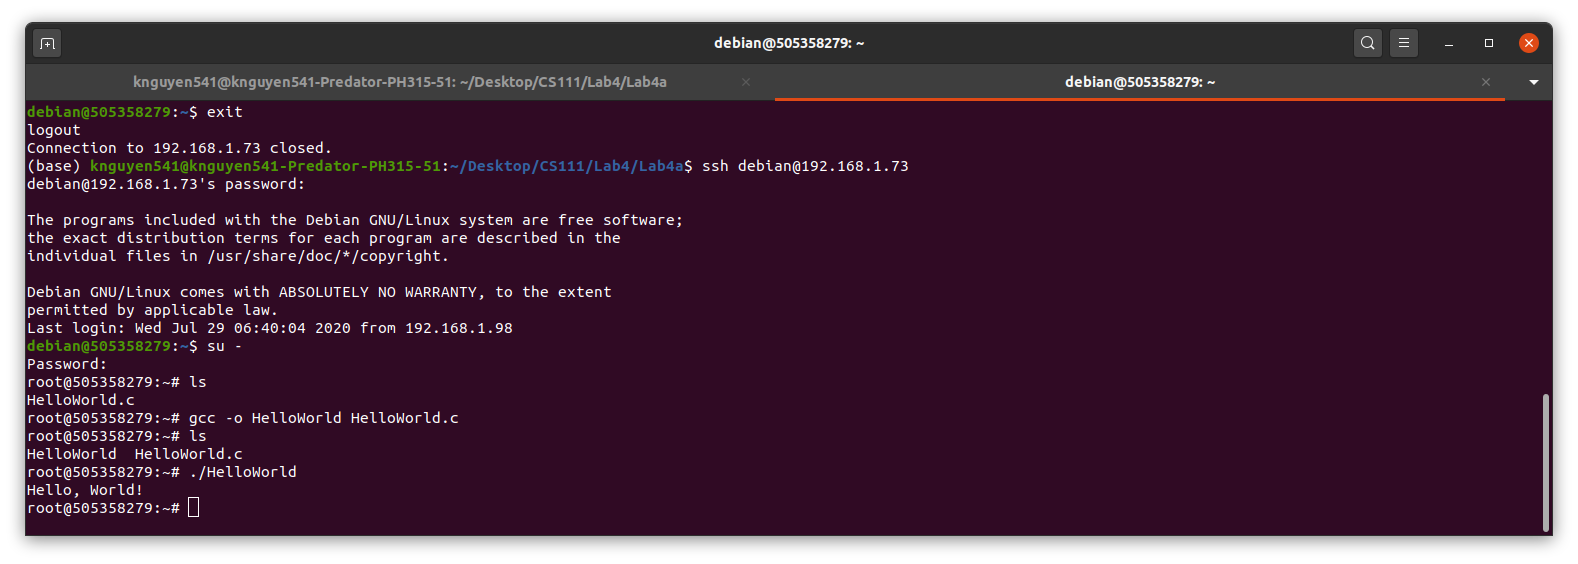 debian@505358279: ~
knguyen541@knguyen541-Predator-PH315-51: ~/Desktop/CS111/Lab4/Lab4a
debian@505358279: ~
debian@505358279:~$ exit
logout
Connection to 192.168.1.73 closed.
(base) knguyen541@knguyen541-Predator-PH315-51:~/Desktop/CS111/Lab4/Lab4a$ ssh debian@192.168.1.73
debian@192.168.1.73's password:
The programs included with the Debian GNU/Linux system are free software;
the exact distribution terms for each program are described in the
individual files in /usr/share/doc/*/copyright.
Debian GNU/Linux comes with ABSOLUTELY NO WARRANTY, to the extent
permitted by applicable law.
Last login: Wed Jul 29 06:40:04 2020 from 192.168.1.98
debian@505358279:~$ su -
Password:
root@505358279:~# ls
HelloWorld.c
root@505358279:~# gcc -o HelloWorld HelloWorld.c
root@505358279:~# ls
HelloWorld  HelloWorld.c
root@505358279:~# ./HelloWorld
Hello, World!
root@505358279:~#